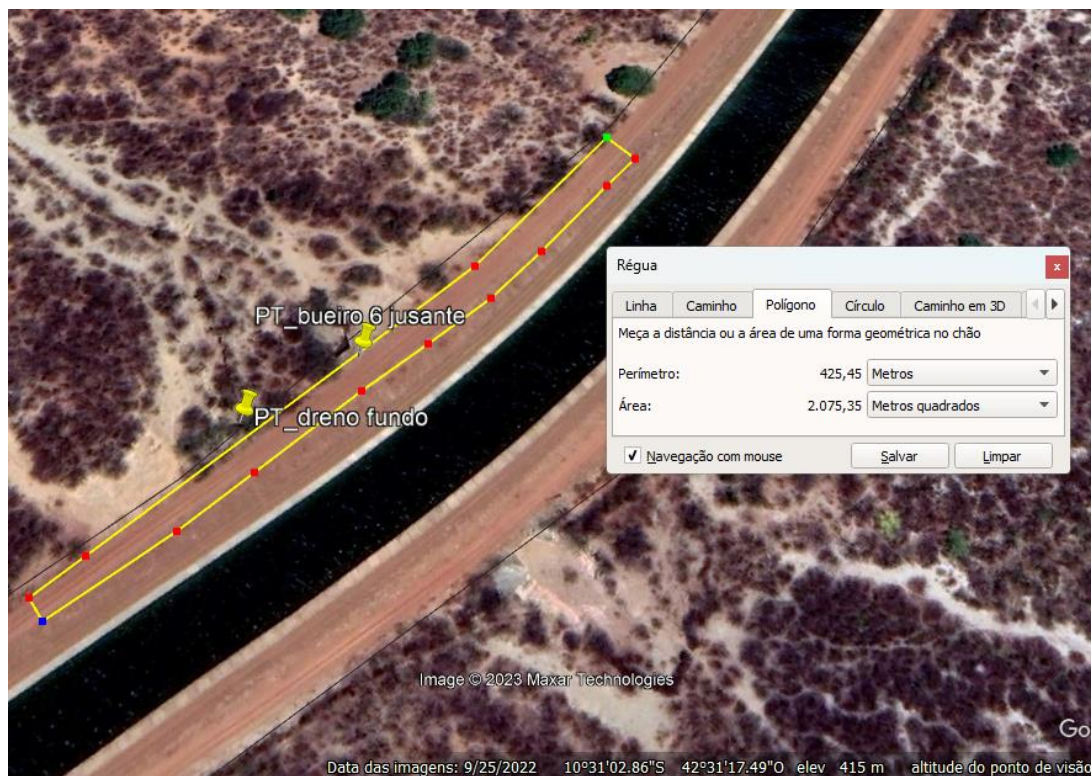 PT_bueiro 6 jusante
PT_dreno fundo
Régua
x
Linha
Caminho
Polígono
Círculo
Caminho em 3D
Meça a distância ou a área de uma forma geométrica no chão
Perímetro:
425,45 Metros
Área:
2.075,35 Metros quadrados
Navegação com mouse
Salvar
Limpar
Image © 2023 Maxar Technologies
Go
Data das imagens: 9/25/2022 10°31'02.86"S 42°31'17.49"O elev 415 m altitude do ponto de visão